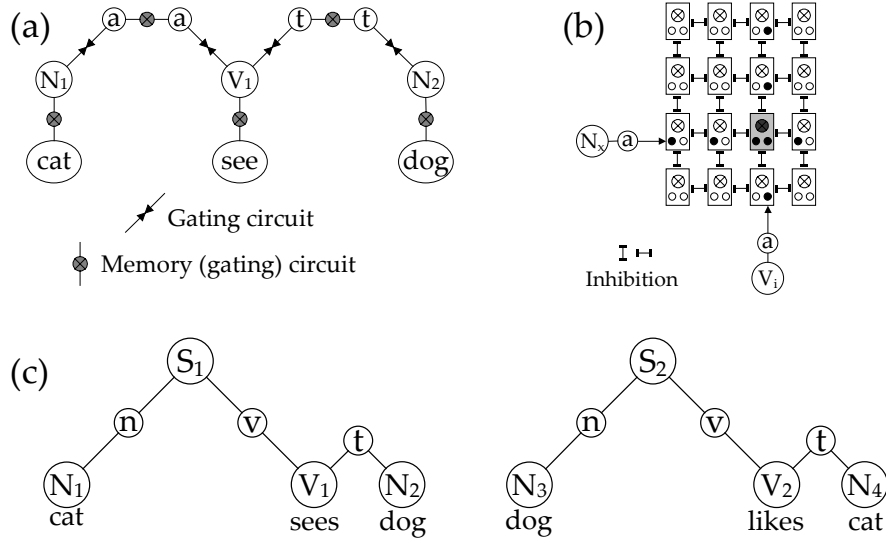 (a)
a a t t
N₁ V₁ N₂
cat see dog
Gating circuit
Memory (gating) circuit
(b)
Nₓ a
a
Vᵢ
Inhibition
(c)
S₁ S₂
n v n v
t t
N₁ V₁ N₂ N₃ V₂ N₄
cat sees dog dog likes cat